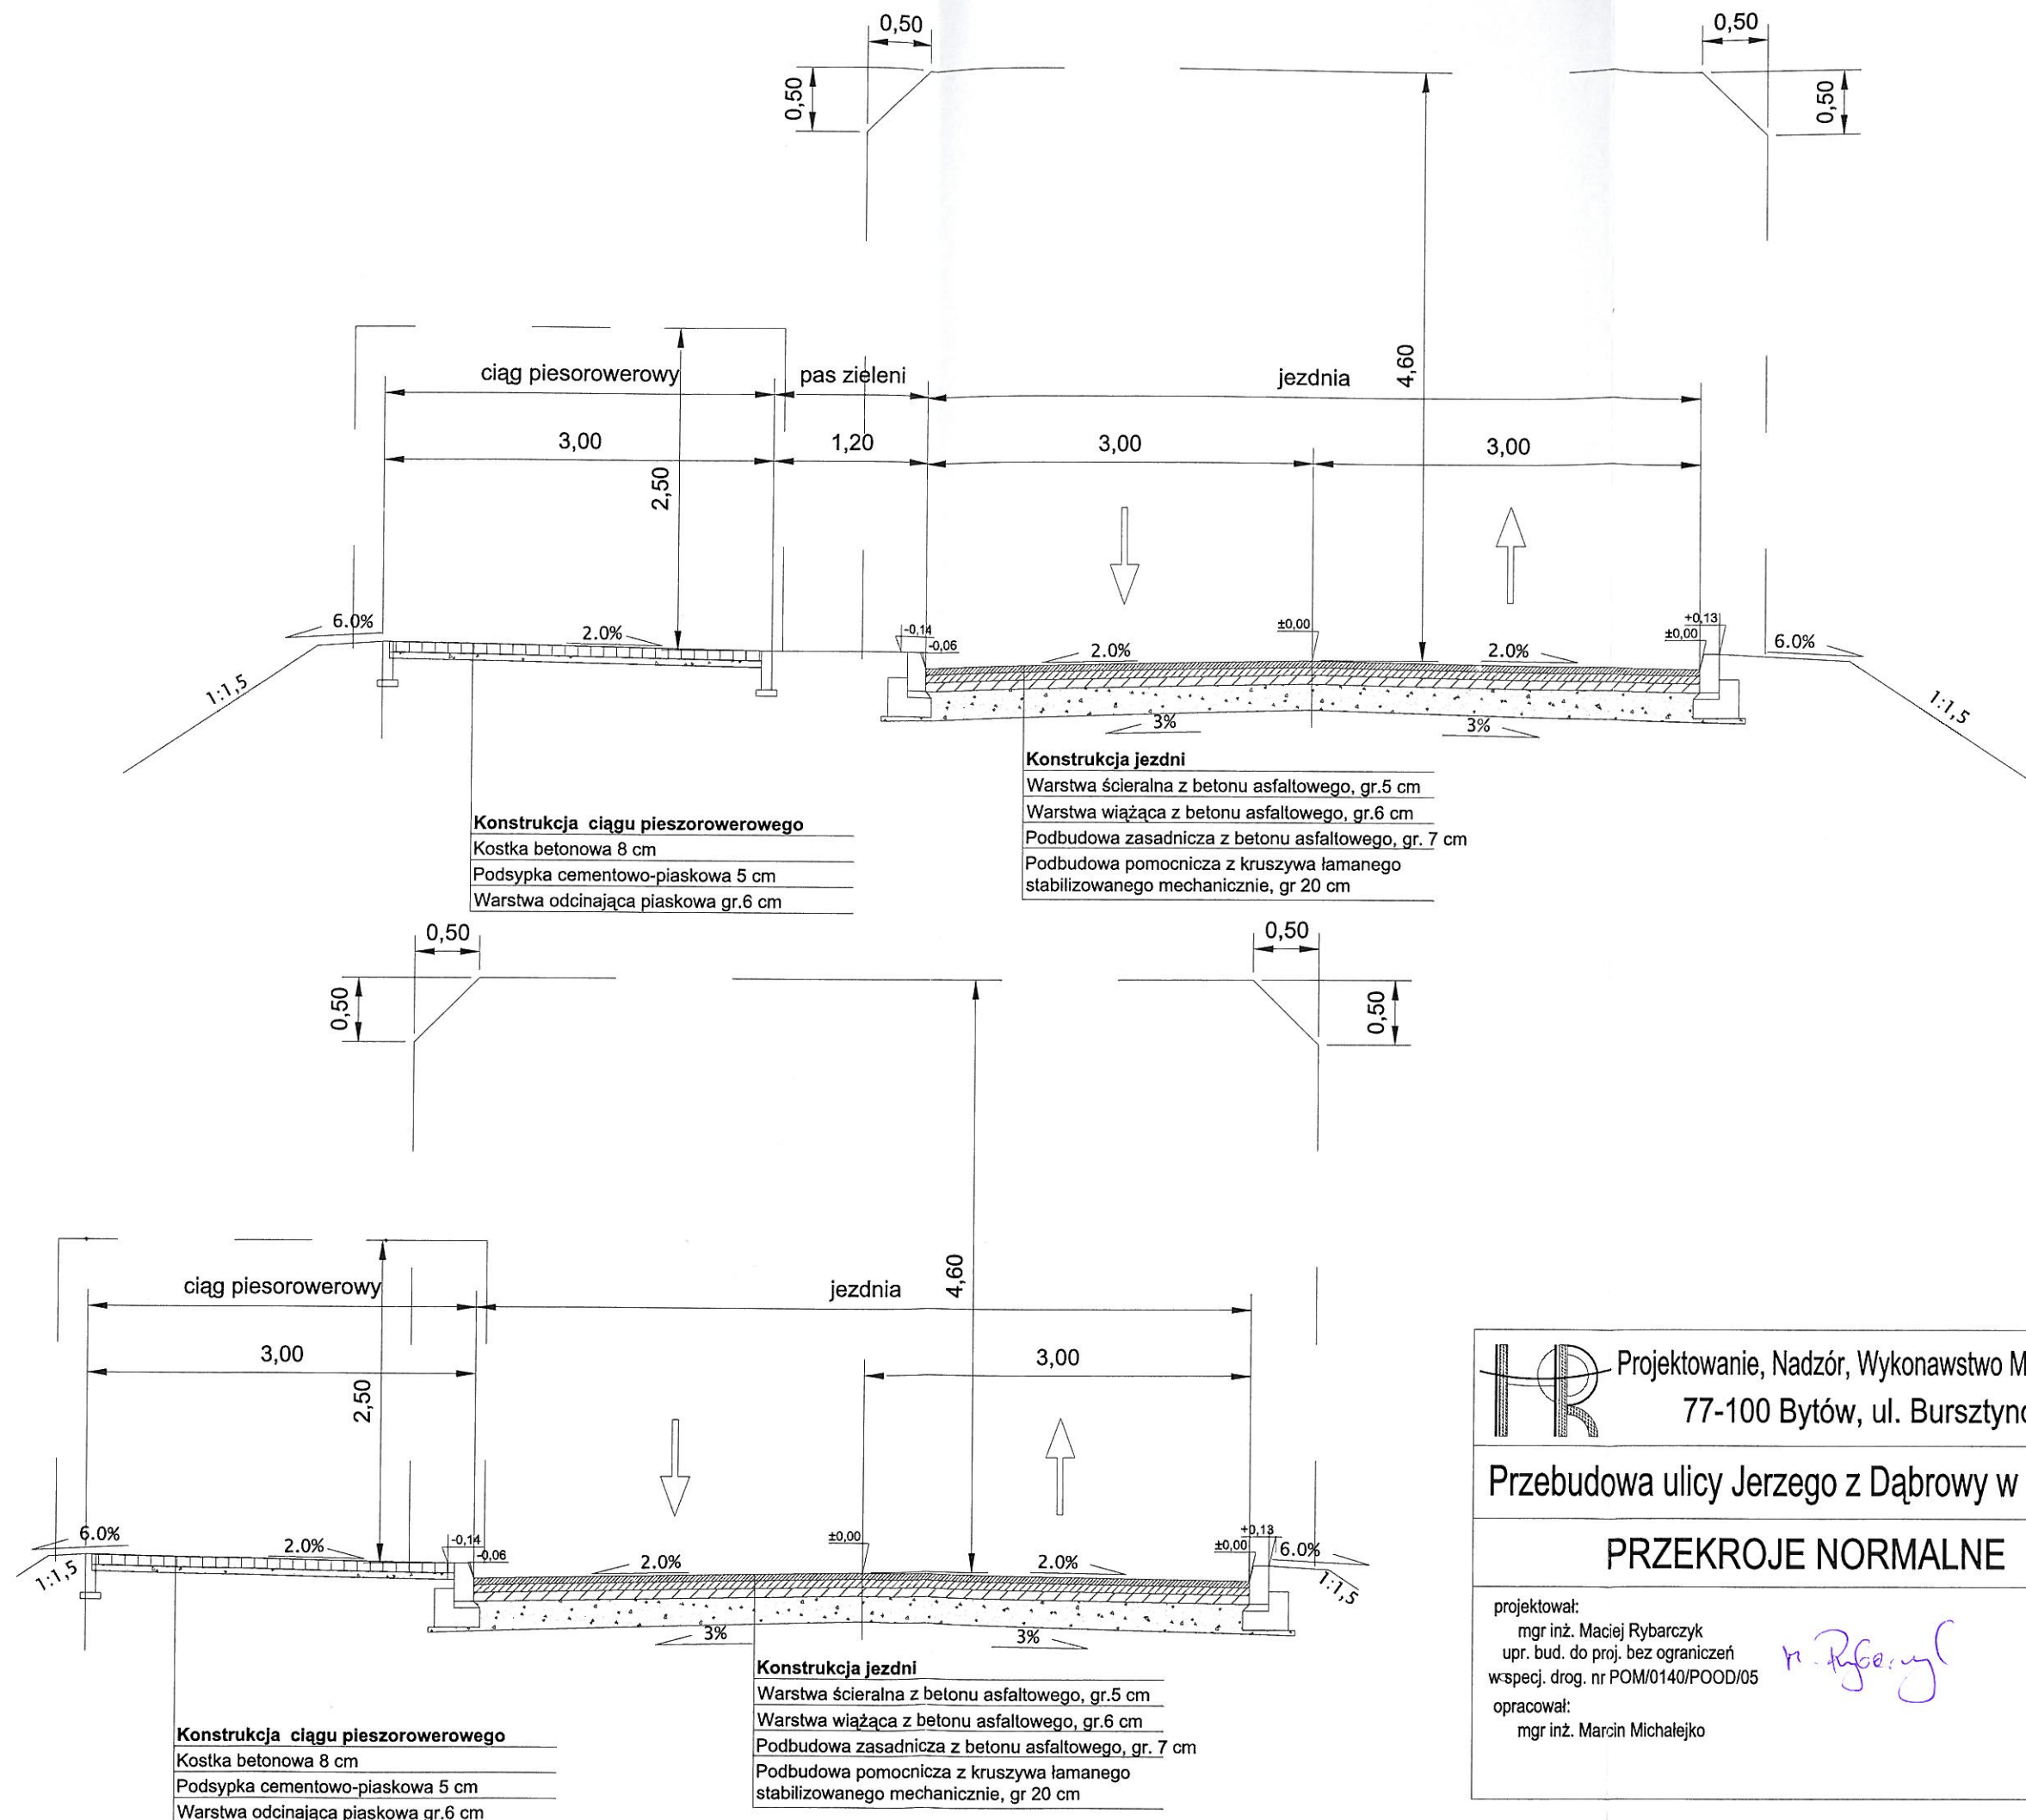 0,50
0,50
0,50
0,50
4,60
ciąg piesorowerowy
pas zieleni
jezdnia
3,00
1,20
3,00
3,00
2,50
6.0%
2.0%
-0,14
-0,06
2.0%
±0,00
2.0%
+0,13
±0,00
6.0%
1:1,5
1:1,5
3%
3%
Konstrukcja jezdni
Warstwa ścieralna z betonu asfaltowego, gr.5 cm
Warstwa wiążąca z betonu asfaltowego, gr.6 cm
Podbudowa zasadnicza z betonu asfaltowego, gr. 7 cm
Podbudowa pomocnicza z kruszywa łamanego
stabilizowanego mechanicznie, gr 20 cm
Konstrukcja ciągu pieszorowerowego
Kostka betonowa 8 cm
Podsypka cementowo-piaskowa 5 cm
Warstwa odcinająca piaskowa gr.6 cm
0,50
0,50
0,50
0,50
4,60
ciąg piesorowerowy
jezdnia
3,00
3,00
2,50
6.0%
2.0%
-0,14
-0,06
2.0%
±0,00
2.0%
+0,13
±0,00
6.0%
1:1,5
1:1,5
3%
3%
Konstrukcja jezdni
Warstwa ścieralna z betonu asfaltowego, gr.5 cm
Warstwa wiążąca z betonu asfaltowego, gr.6 cm
Podbudowa zasadnicza z betonu asfaltowego, gr. 7 cm
Podbudowa pomocnicza z kruszywa łamanego
stabilizowanego mechanicznie, gr 20 cm
Konstrukcja ciągu pieszorowerowego
Kostka betonowa 8 cm
Podsypka cementowo-piaskowa 5 cm
Warstwa odcinająca piaskowa gr.6 cm
Projektowanie, Nadzór, Wykonawstwo M
77-100 Bytów, ul. Bursztyno
Przebudowa ulicy Jerzego z Dąbrowy w
PRZEKROJE NORMALNE
projektował:
mgr inż. Maciej Rybarczyk
upr. bud. do proj. bez ograniczeń
w specj. drog. nr POM/0140/POOD/05
opracował:
mgr inż. Marcin Michałejko